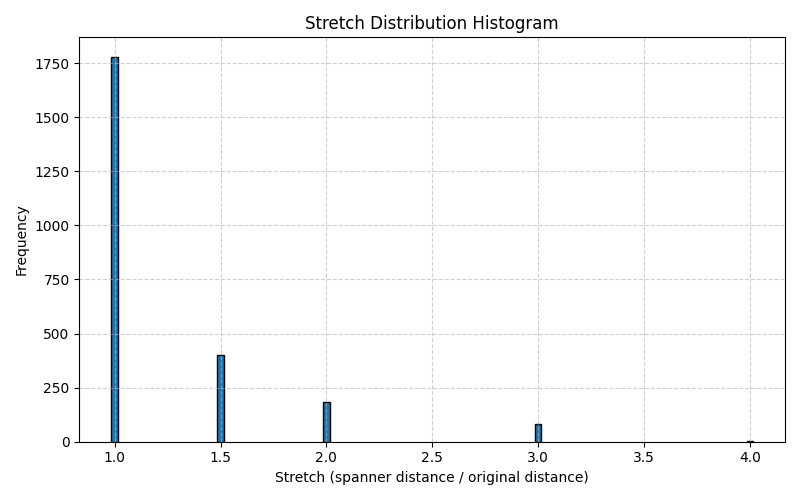 Stretch Distribution Histogram
Frequency
1750
1500
1250
1000
750
500
250
0
1.0 1.5 2.0 2.5 3.0 3.5 4.0
Stretch (spanner distance / original distance)